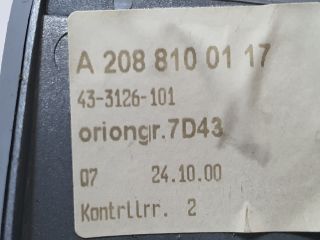 A 208 810 01 17
43-3126-101
oriongr.7D43
07 24.10.00
Kontrllrr. 2